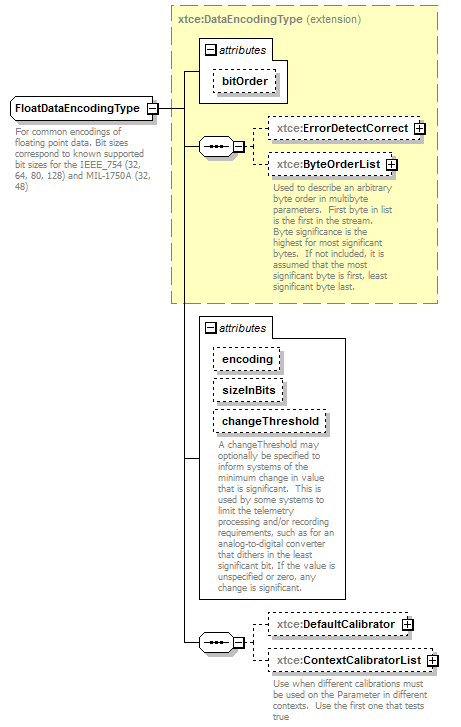 xtce:DataEncodingType (extension)
attributes
bitOrder
FloatDataEncodingType
For common encodings of
floating point data. Bit sizes
correspond to known supported
bit sizes for the IEEE_754 (32,
64, 80, 128) and MIL-1750A (32,
48)
xtce:ErrorDetectCorrect
xtce:ByteOrderList
Used to describe an arbitrary
byte order in multibyte
parameters.  First byte in list
is the first in the stream.
Byte significance is the
highest for most significant
bytes.  If not included, it is
assumed that the most
significant byte is first, least
significant byte last.
attributes
encoding
sizeInBits
changeThreshold
A changeThreshold may
optionally be specified to
inform systems of the
minimum change in value
that is significant.  This is
used by some systems to
limit the telemetry
processing and/or recording
requirements, such as for an
analog-to-digital converter
that dithers in the least
significant bit. If the value is
unspecified or zero, any
change is significant.
xtce:DefaultCalibrator
xtce:ContextCalibratorList
Use when different calibrations must
be used on the Parameter in different
contexts.  Use the first one that tests
true